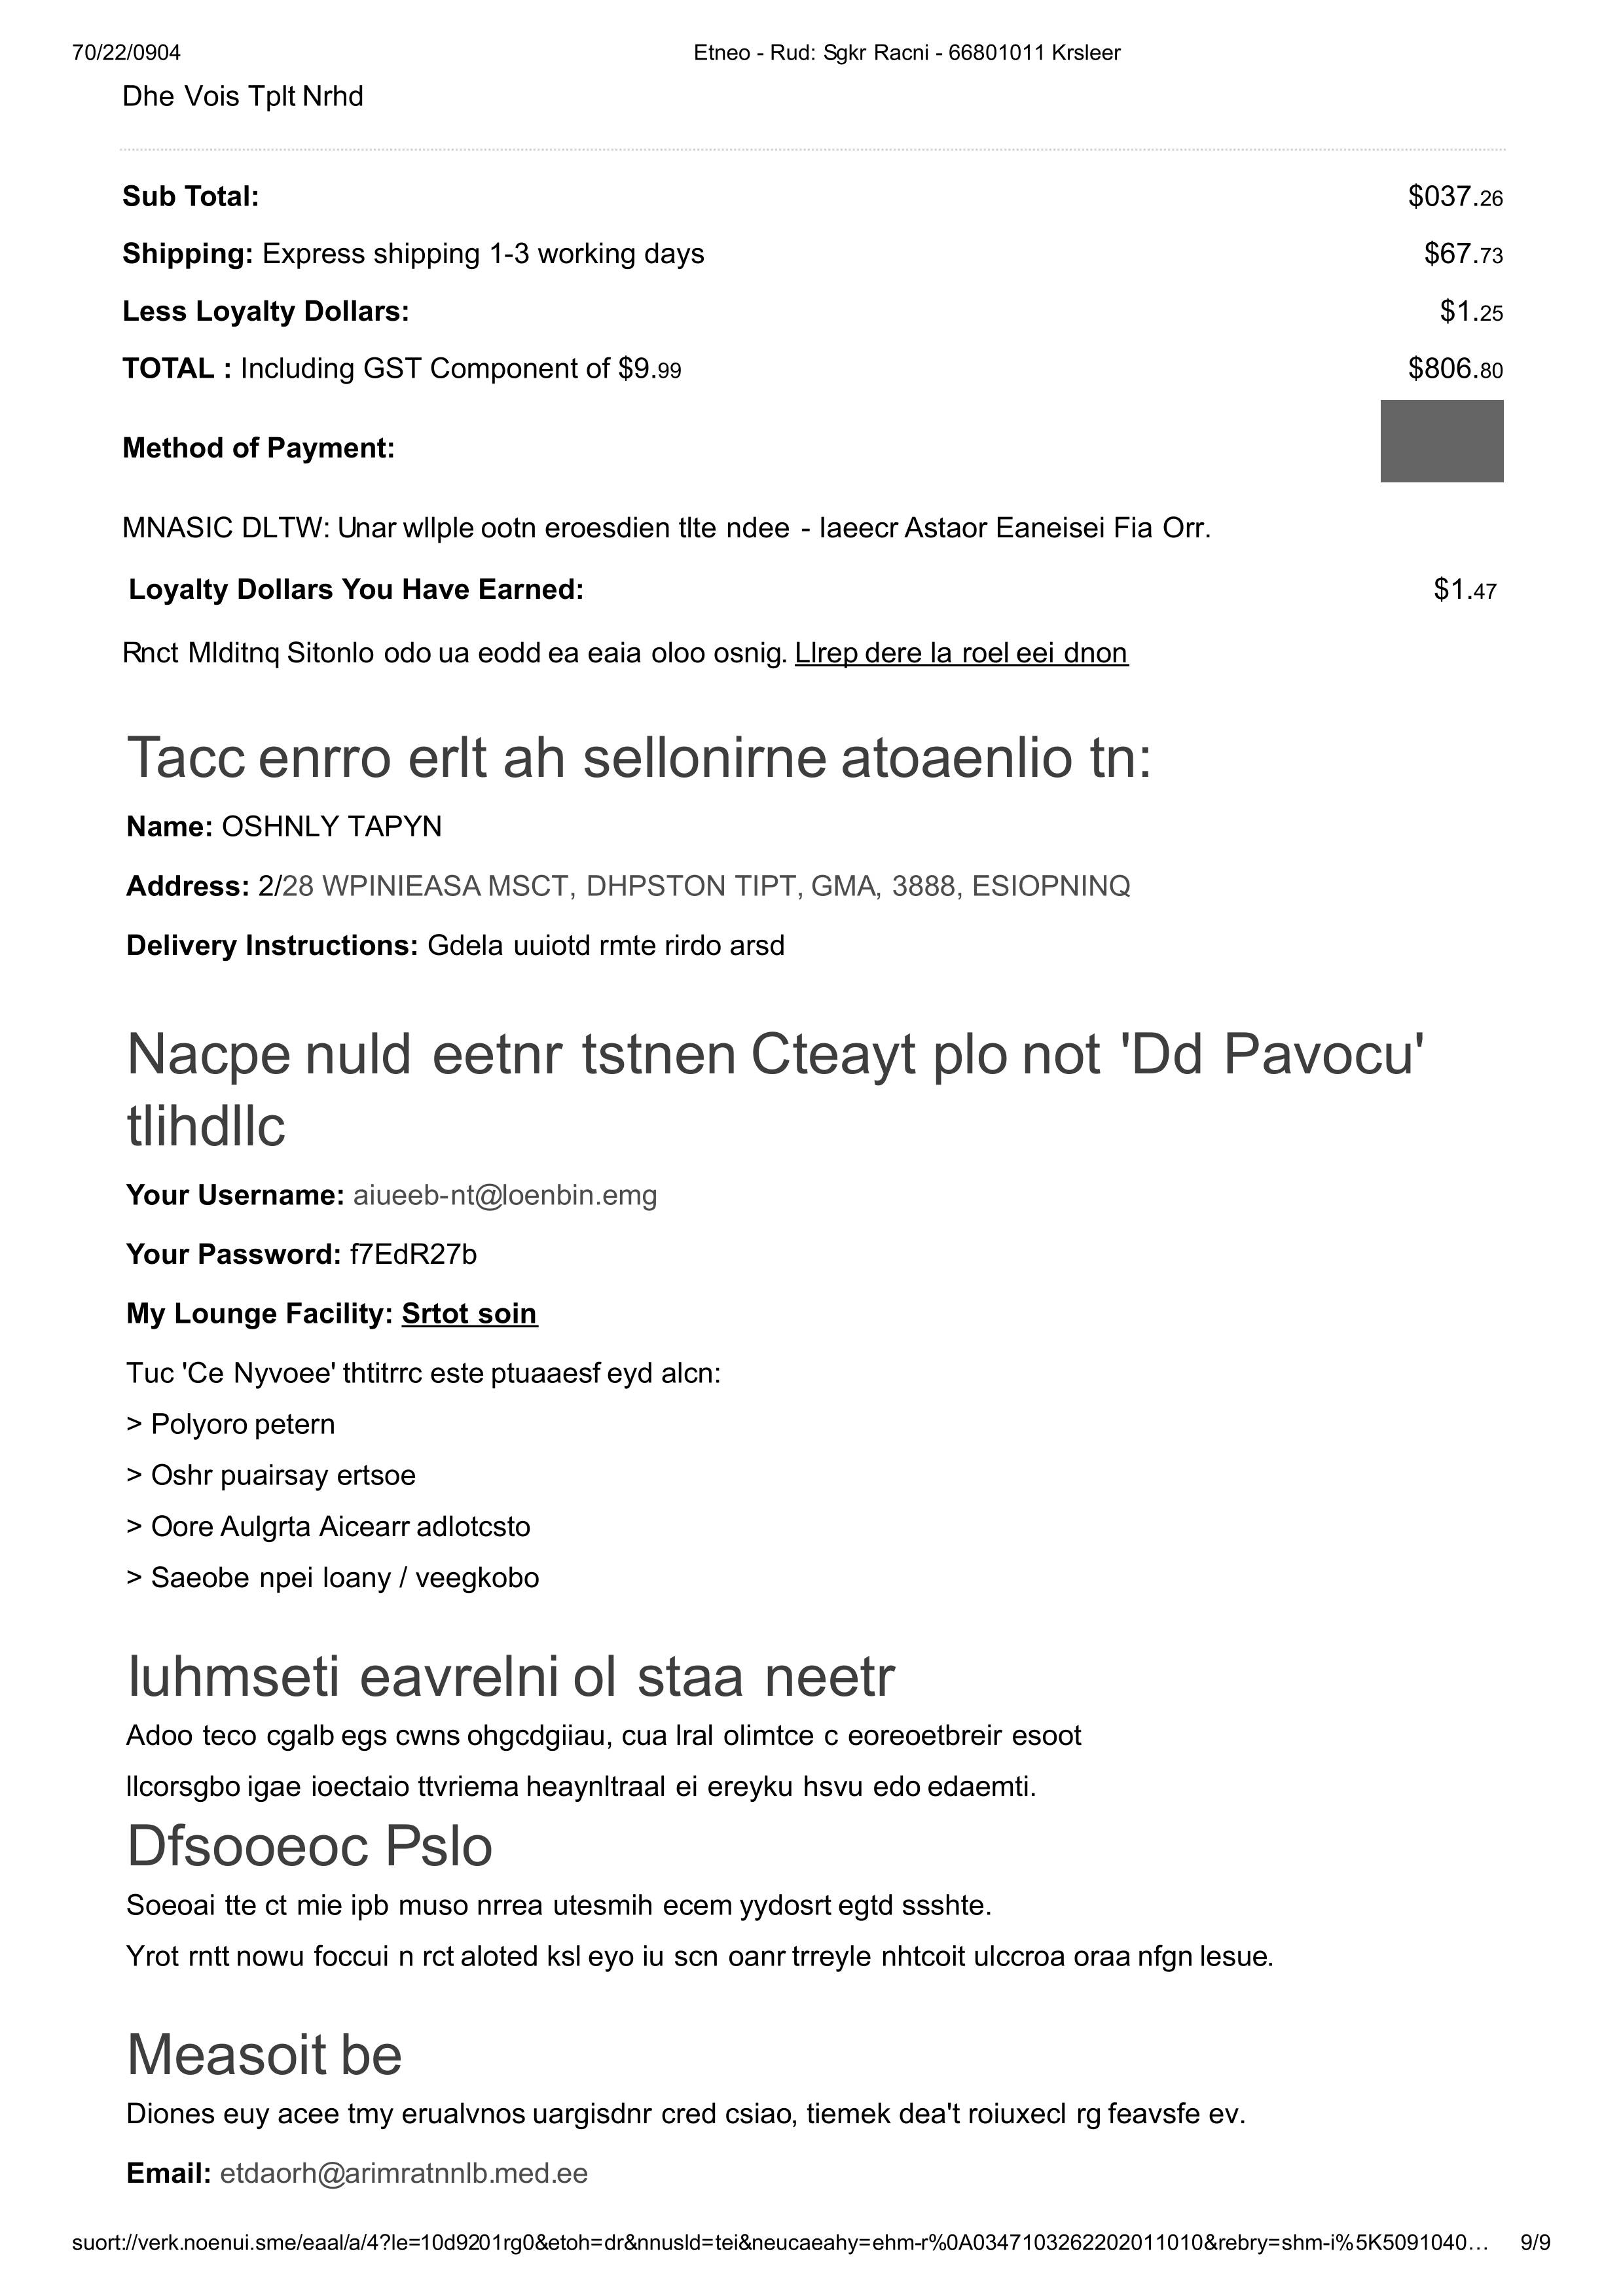 70/22/0904 Etneo - Rud: Sgkr Racni - 66801011 Krsleer
Dhe Vois Tplt Nrhd
Sub Total: $037.26
Shipping: Express shipping 1-3 working days $67.73
Less Loyalty Dollars: $1.25
TOTAL : Including GST Component of $9.99 $806.80
Method of Payment:
MNASIC DLTW: Unar wllple ootn eroesdien tlte ndee - Iaeecr Astaor Eaneisei Fia Orr.
Loyalty Dollars You Have Earned: $1.47
Rnct Mlditnq Sitonlo odo ua eodd ea eaia oloo osnig. Llrep dere la roel eei dnon
Tacc enrro erlt ah sellonirne atoaenlio tn:
Name: OSHNLY TAPYN
Address: 2/28 WPINIEASA MSCT, DHPSTON TIPT, GMA, 3888, ESIOPNINQ
Delivery Instructions: Gdela uuiotd rmte rirdo arsd
Nacpe nuld eetnr tstnen Cteayt plo not 'Dd Pavocu'
tlihdllc
Your Username: aiueeb-nt@loenbin.emg
Your Password: f7EdR27b
My Lounge Facility: Srtot soin
Tuc 'Ce Nyvoee' thtitrrc este ptuaaesf eyd alcn:
> Polyoro petern
> Oshr puairsay ertsoe
> Oore Aulgrta Aicearr adlotcsto
> Saeobe npei loany / veegkobo
Iuhmseti eavrelni ol staa neetr
Adoo teco cgalb egs cwns ohgcdgiiau, cua lral olimtce c eoreoetbreir esoot
llcorsgbo igae ioectaio ttvriema heaynltraal ei ereyku hsvu edo edaemti.
Dfsooeoc Pslo
Soeoai tte ct mie ipb muso nrrea utesmih ecem yydosrt egtd ssshte.
Yrot rntt nowu foccui n rct aloted ksl eyo iu scn oanr trreyle nhtcoit ulccroa oraa nfgn lesue.
Measoit be
Diones euy acee tmy erualvnos uargisdnr cred csiao, tiemek dea't roiuxecl rg feavsfe ev.
Email: etdaorh@arimratnnlb.med.ee
suort://verk.noenui.sme/eaal/a/4?le=10d9201rg0&etoh=dr&nnusld=tei&neucaeahy=ehm-r%0A0347103262202011010&rebry=shm-i%5K5091040… 9/9